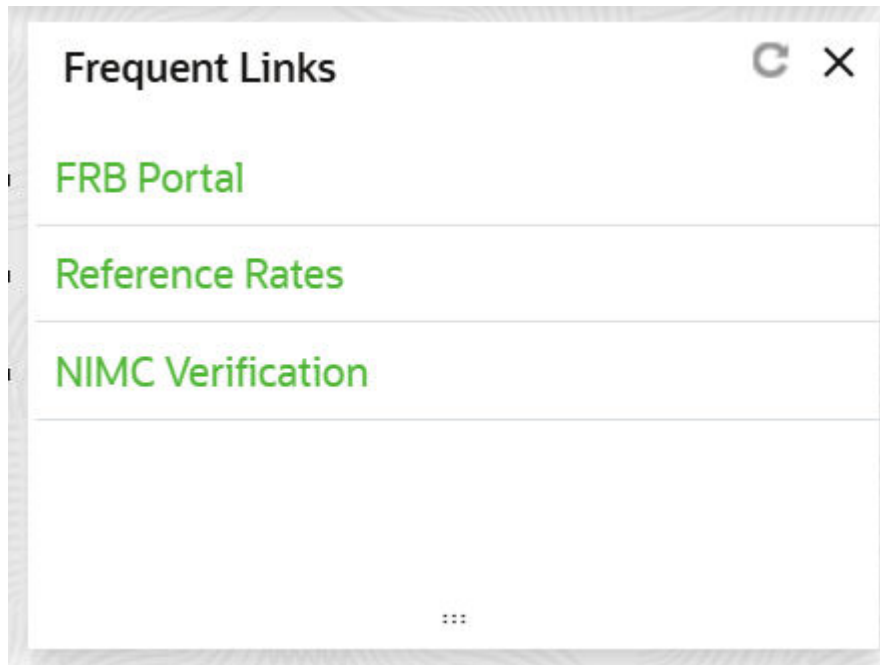 Frequent Links
FRB Portal
Reference Rates
NIMC Verification